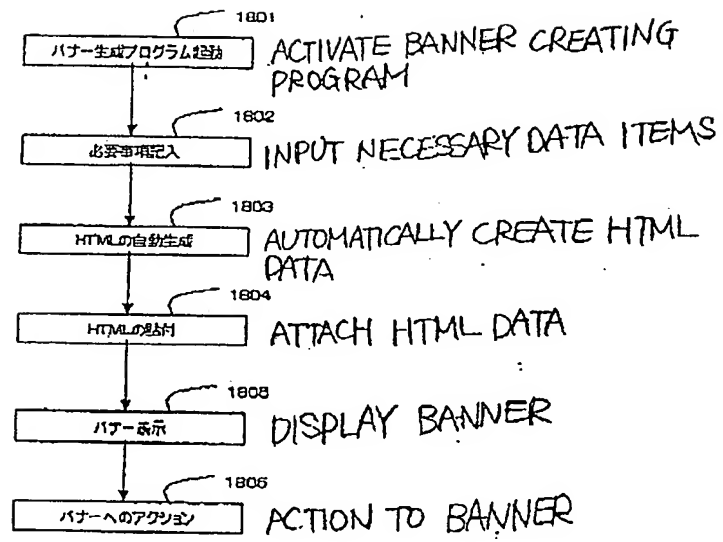 1801
バナー生成プログラム起動 ACTIVATE BANNER CREATING
PROGRAM
1802
必要事項記入 INPUT NECESSARY DATA ITEMS
1803
HTMLの自動生成 AUTOMATICALLY CREATE HTML
DATA
1804
HTMLの貼付 ATTACH HTML DATA
1805
バナー表示 DISPLAY BANNER
1806
バナーへのアクション ACTION TO BANNER